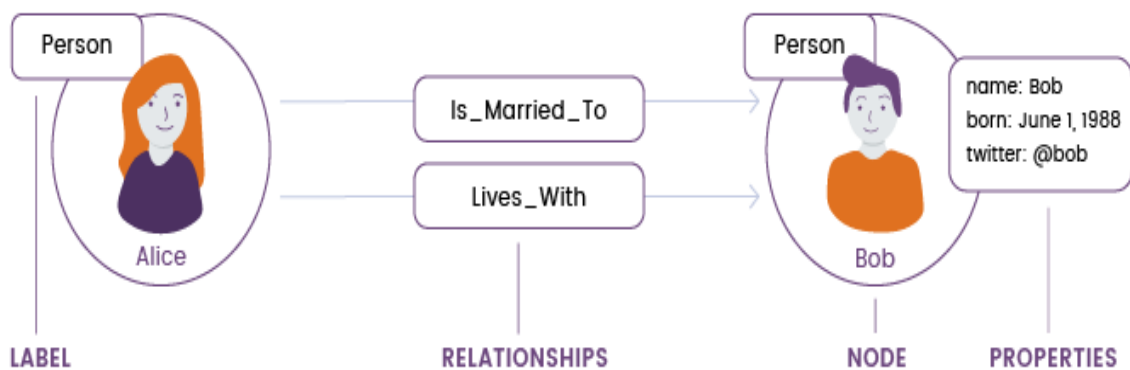 Person
Alice
Is_Married_To
Lives_With
Person
Bob
name: Bob
born: June 1, 1988
twitter: @bob
LABEL
RELATIONSHIPS
NODE
PROPERTIES